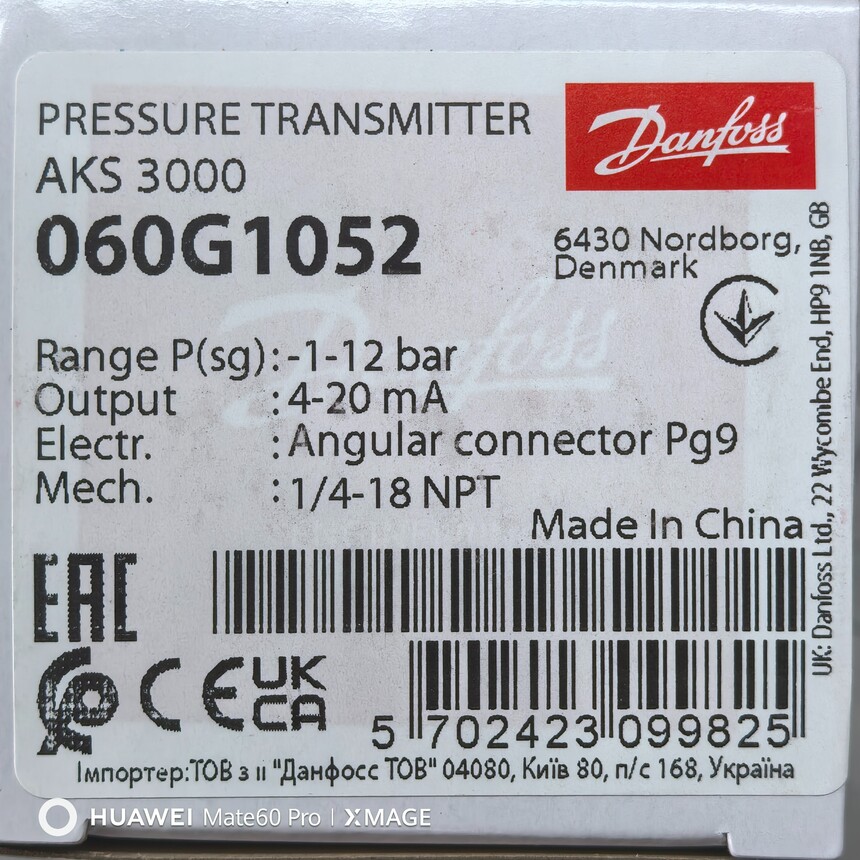 PRESSURE TRANSMITTER
Danfoss
AKS 3000
060G1052
6430 Nordborg,
Denmark
Range P(sg): -1-12 bar
Output : 4-20 mA
Electr. : Angular connector Pg9
Mech. : 1/4-18 NPT
Made In China
UK: Danfoss Ltd., 22 Wycombe End, HP9 1NB, GB
EAC
CE UK
CA
5 702423 099825
Імпортер:ТОВ з іі "Данфосс ТОВ" 04080, Київ 80, п/с 168, Україна
HUAWEI Mate60 Pro | XMAGE